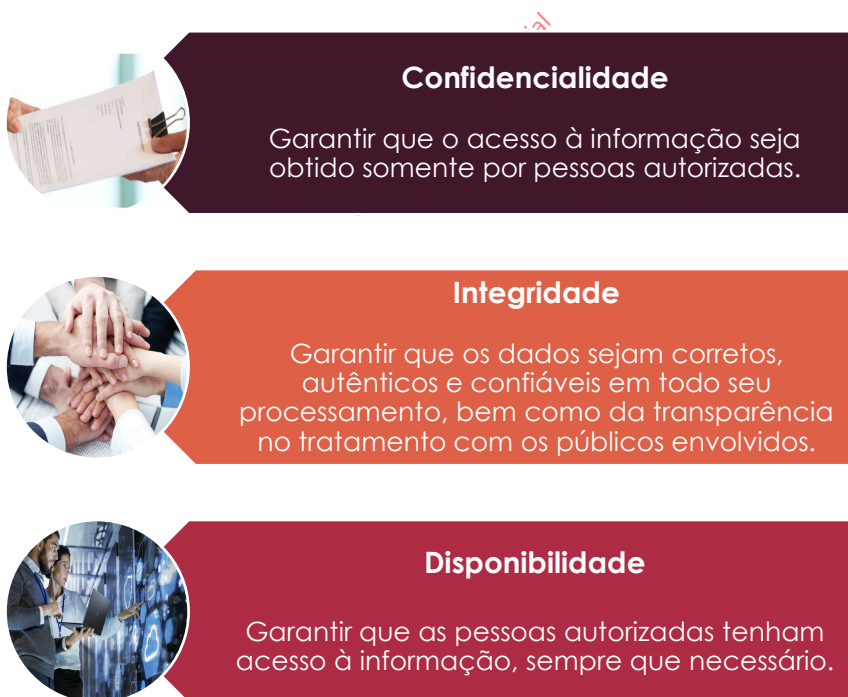 Confidencialidade
Garantir que o acesso à informação seja
obtido somente por pessoas autorizadas.
Integridade
Garantir que os dados sejam corretos,
autênticos e confiáveis em todo seu
processamento, bem como da transparência
no tratamento com os públicos envolvidos.
Disponibilidade
Garantir que as pessoas autorizadas tenham
acesso à informação, sempre que necessário.